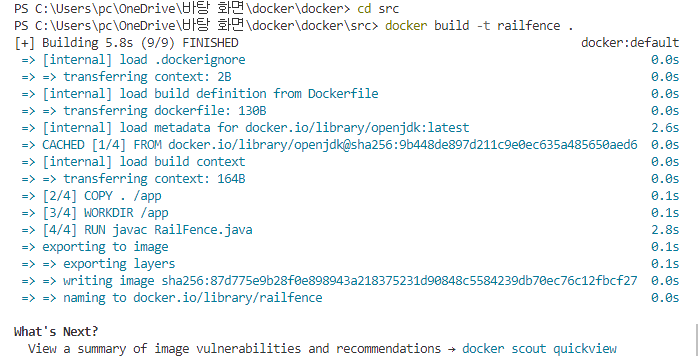 PS C:\Users\pc\OneDrive\바탕 화면\docker\docker> cd src
PS C:\Users\pc\OneDrive\바탕 화면\docker\docker\src> docker build -t railfence .
[+] Building 5.8s (9/9) FINISHED docker:default
=> [internal] load .dockerignore 0.0s
=> => transferring context: 2B 0.0s
=> [internal] load build definition from Dockerfile 0.0s
=> => transferring dockerfile: 130B 0.0s
=> [internal] load metadata for docker.io/library/openjdk:latest 2.6s
=> CACHED [1/4] FROM docker.io/library/openjdk@sha256:9b448de897d211c9e0ec635a485650aed6 0.0s
=> [internal] load build context 0.0s
=> => transferring context: 164B 0.0s
=> [2/4] COPY . /app 0.1s
=> [3/4] WORKDIR /app 0.1s
=> [4/4] RUN javac RailFence.java 2.8s
=> exporting to image 0.1s
=> => exporting layers 0.1s
=> => writing image sha256:87d775e9b28f0e898943a218375231d90848c5584239db70ec76c12fbcf27 0.0s
=> => naming to docker.io/library/railfence 0.0s
What's Next?
View a summary of image vulnerabilities and recommendations → docker scout quickview